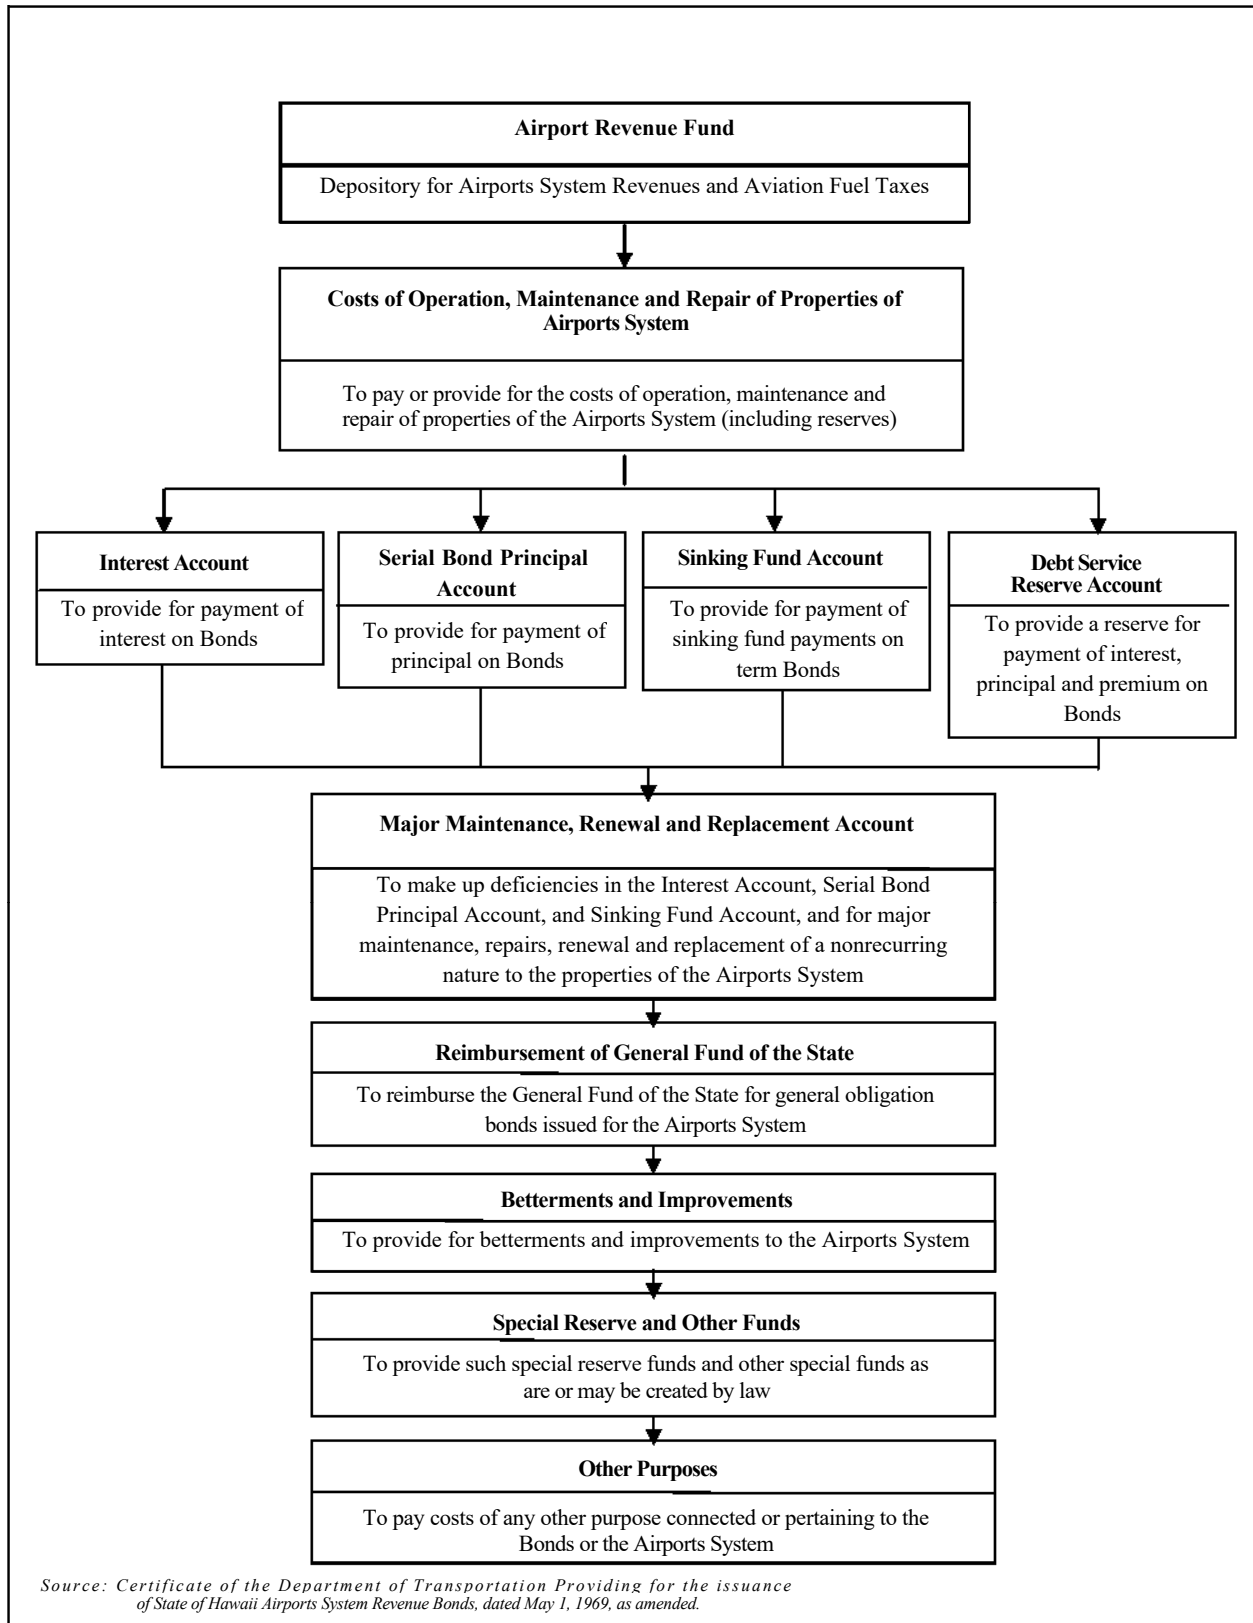 Airport Revenue Fund
Depository for Airports System Revenues and Aviation Fuel Taxes
Costs of Operation, Maintenance and Repair of Properties of
Airports System
To pay or provide for the costs of operation, maintenance and
repair of properties of the Airports System (including reserves)
Interest Account
To provide for payment of
interest on Bonds
Serial Bond Principal
Account
To provide for payment of
principal on Bonds
Sinking Fund Account
To provide for payment of
sinking fund payments on
term Bonds
Debt Service
Reserve Account
To provide a reserve for
payment of interest,
principal and premium on
Bonds
Major Maintenance, Renewal and Replacement Account
To make up deficiencies in the Interest Account, Serial Bond
Principal Account, and Sinking Fund Account, and for major
maintenance, repairs, renewal and replacement of a nonrecurring
nature to the properties of the Airports System
Reimbursement of General Fund of the State
To reimburse the General Fund of the State for general obligation
bonds issued for the Airports System
Betterments and Improvements
To provide for betterments and improvements to the Airports System
Special Reserve and Other Funds
To provide such special reserve funds and other special funds as
are or may be created by law
Other Purposes
To pay costs of any other purpose connected or pertaining to the
Bonds or the Airports System
Source: Certificate of the Department of Transportation Providing for the issuance
of State of Hawaii Airports System Revenue Bonds, dated May 1, 1969, as amended.